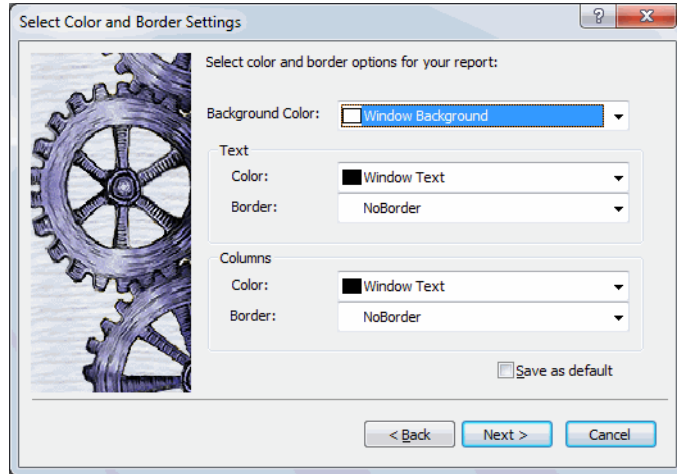 Select Color and Border Settings
Select color and border options for your report:
Background Color: Window Background
Text
Color: Window Text
Border: NoBorder
Columns
Color: Window Text
Border: NoBorder
Save as default
< Back Next > Cancel